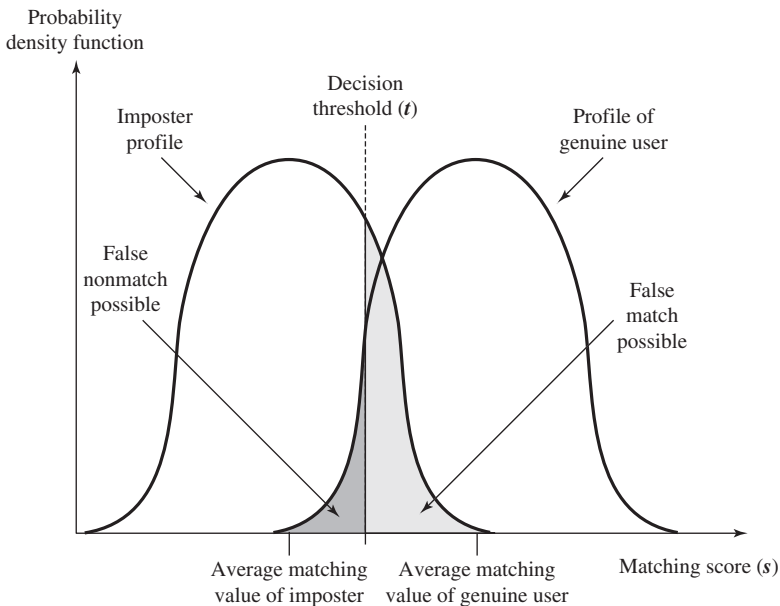 Probability
density function
Decision
threshold (t)
Imposter
profile
Profile of
genuine user
False
nonmatch
possible
False
match
possible
Average matching
value of imposter
Average matching
value of genuine user
Matching score (s)